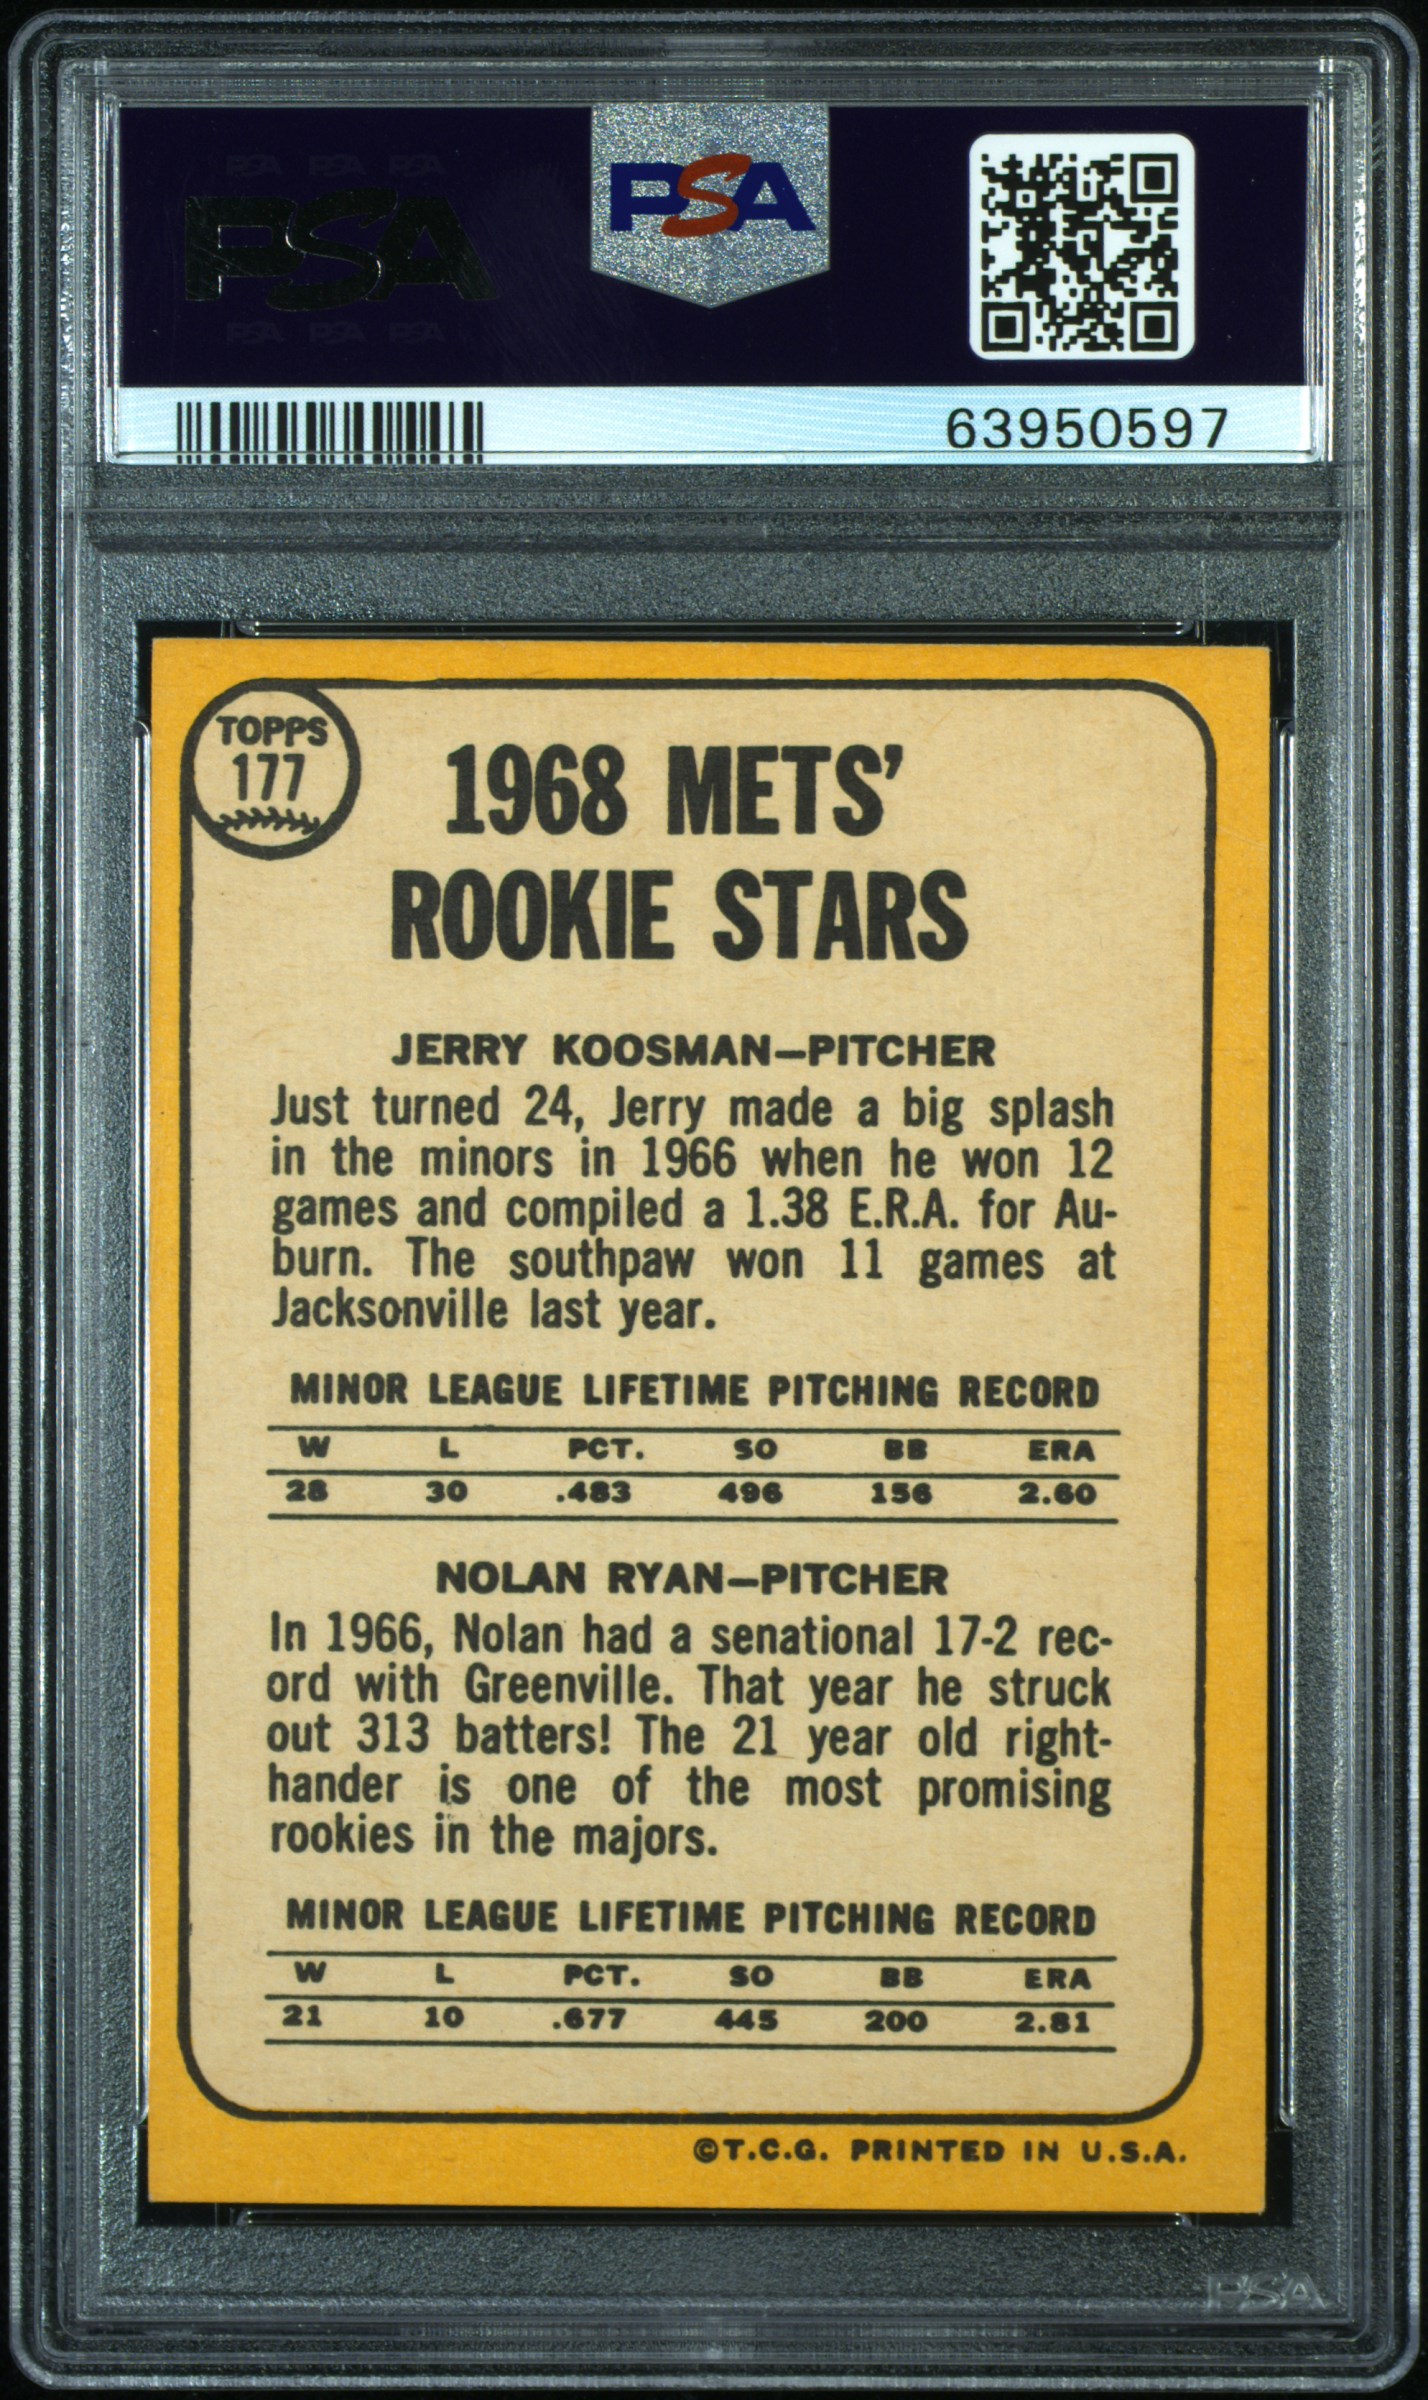 PSA PSA PSA
PSA
PSA PSA PSA
PSA
63950597
TOPPS
177
1968 METS'
ROOKIE STARS
JERRY KOOSMAN—PITCHER
Just turned 24, Jerry made a big splash
in the minors in 1966 when he won 12
games and compiled a 1.38 E.R.A. for Au-
burn. The southpaw won 11 games at
Jacksonville last year.
MINOR LEAGUE LIFETIME PITCHING RECORD
W L PCT. SO BB ERA
28 30 .483 496 156 2.60
NOLAN RYAN—PITCHER
In 1966, Nolan had a senational 17-2 rec-
ord with Greenville. That year he struck
out 313 batters! The 21 year old right-
hander is one of the most promising
rookies in the majors.
MINOR LEAGUE LIFETIME PITCHING RECORD
W L PCT. SO BB ERA
21 10 .677 445 200 2.81
©T.C.G. PRINTED IN U.S.A.
PSA